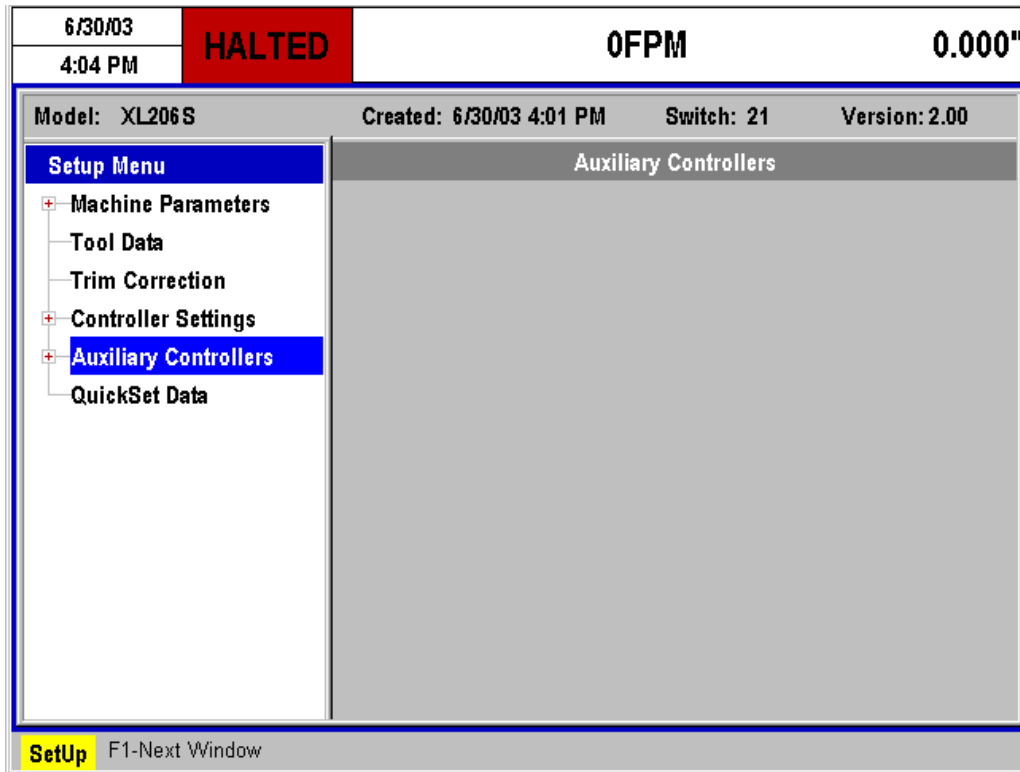 6/30/03
4:04 PM
HALTED
0FPM
0.000"
Model: XL206S Created: 6/30/03 4:01 PM Switch: 21 Version: 2.00
Setup Menu
Machine Parameters
Tool Data
Trim Correction
Controller Settings
Auxiliary Controllers
QuickSet Data
Auxiliary Controllers
SetUp F1-Next Window